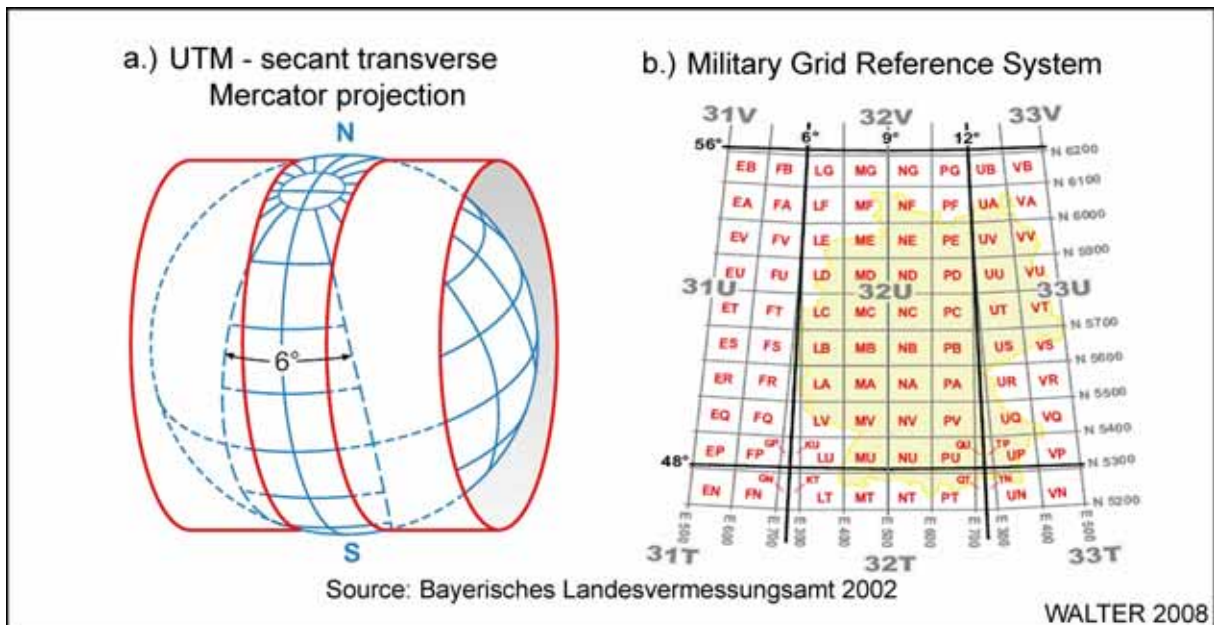 a.) UTM - secant transverse
Mercator projection
N
6°
S
b.) Military Grid Reference System
31V 32V 33V
6° 9° 12°
56°
EB FB LG MG NG PG UB VB N 6200
EA FA LF MF NF PF UA VA N 6100
EV FV LE ME NE PE UV VV N 6000
EU FU LD MD ND PD UU VU N 5800
31U 32U 33U
ET FT LC MC NC PC UT VT
ES FS LB MB NB PB US VS N 5700
ER FR LA MA NA PA UR VR N 5600
EQ FQ LV MV NV PV UQ VQ N 5500
EP FP GP KU LU MU NU PU QU TP UP VP N 5400
48° N 5300
EN FN GN KT LT MT NT PT QT TN UN VN N 5200
E 500 E 600 E 700 E 300 E 400 E 500 E 600 E 700 E 300 E 400 E 500
31T 32T 33T
Source: Bayerisches Landesvermessungsamt 2002
WALTER 2008